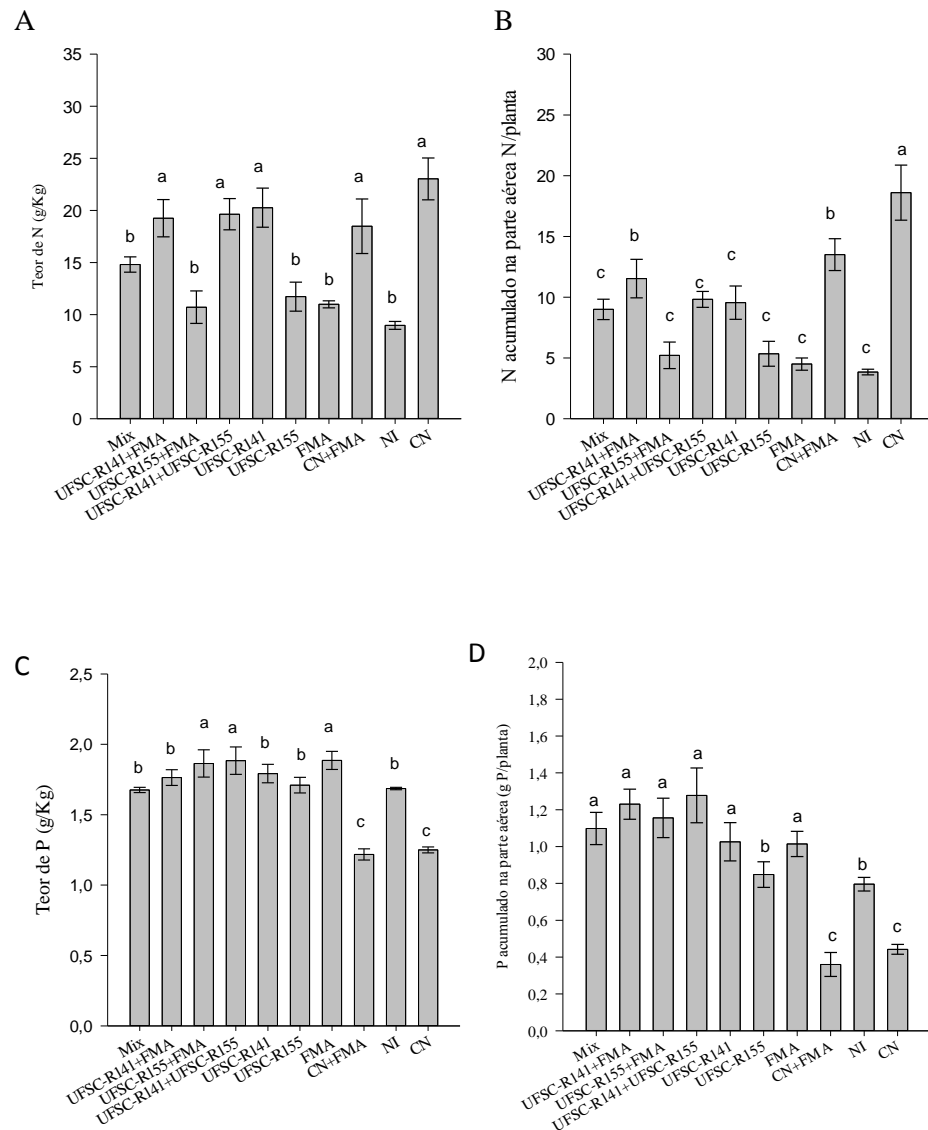 A
Teor de N (g/Kg)
35
30
25
20
15
10
5
0
b
a
b
a
a
b
b
a
b
a
Mix
UFSC-R141+FMA
UFSC-R155+FMA
UFSC-R141+UFSC-R155
UFSC-R141
UFSC-R155
FMA
CN+FMA
NI
CN
B
N acumulado na parte aérea N/planta
30
25
20
15
10
5
0
c
b
c
c
c
c
c
b
c
a
Mix
UFSC-R141+FMA
UFSC-R155+FMA
UFSC-R141+UFSC-R155
UFSC-R141
UFSC-R155
FMA
CN+FMA
NI
CN
C
Teor de P (g/Kg)
2,5
2,0
1,5
1,0
0,5
0,0
b
b
a
a
b
b
a
c
b
c
Mix
UFSC-R141+FMA
UFSC-R155+FMA
UFSC-R141+UFSC-R155
UFSC-R141
UFSC-R155
FMA
CN+FMA
NI
CN
D
P acumulado na parte aérea (g P/planta)
2,0
1,8
1,6
1,4
1,2
1,0
0,8
0,6
0,4
0,2
0,0
a
a
a
a
a
b
a
c
b
c
Mix
UFSC-R141+FMA
UFSC-R155+FMA
UFSC-R141+UFSC-R155
UFSC-R141
UFSC-R155
FMA
CN+FMA
NI
CN